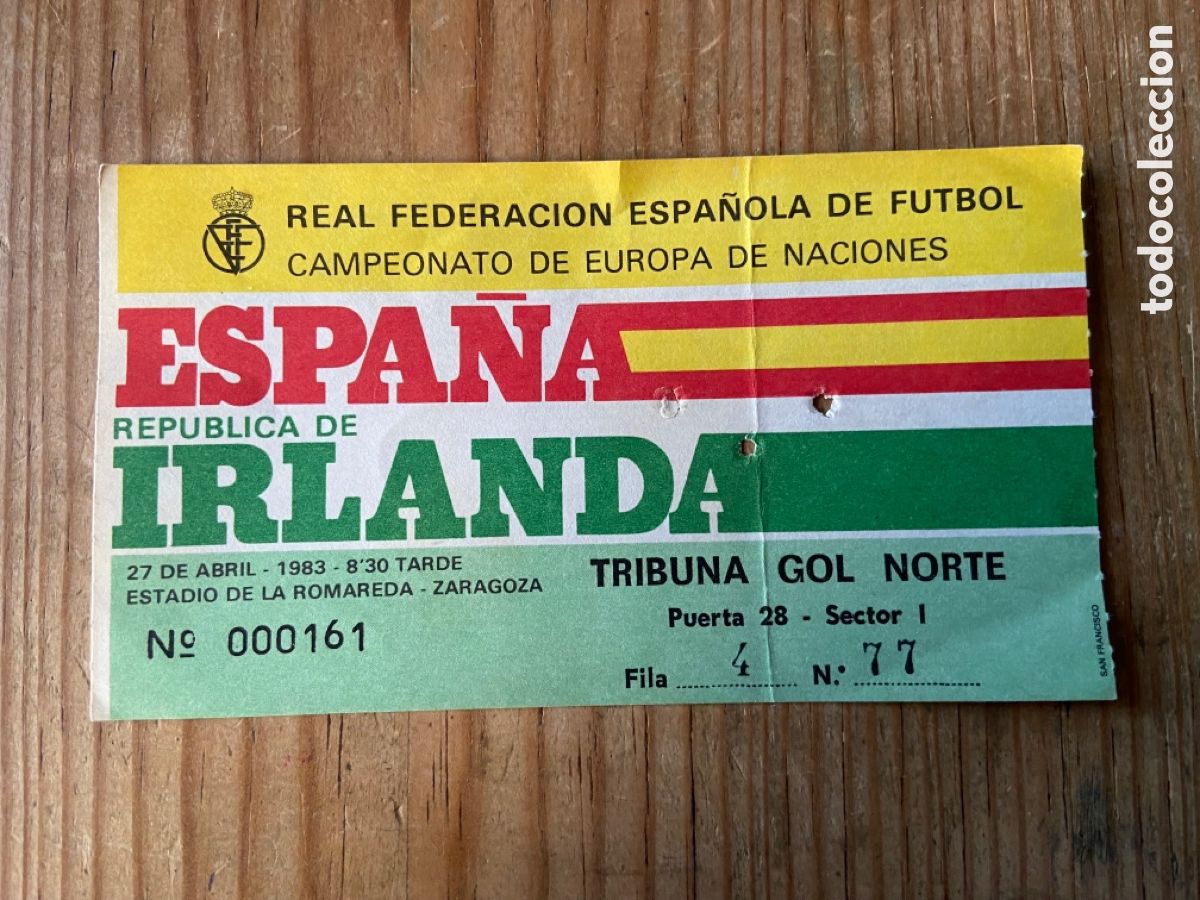 REAL FEDERACION ESPAÑOLA DE FUTBOL
CAMPEONATO DE EUROPA DE NACIONES
ESPAÑA
REPUBLICA DE
IRLANDA
27 DE ABRIL - 1983 - 8'30 TARDE
ESTADIO DE LA ROMAREDA - ZARAGOZA
Nº 000161
TRIBUNA GOL NORTE
Puerta 28 - Sector I
Fila 4 N.º 77
SAN FRANCISCO
todocoleccion